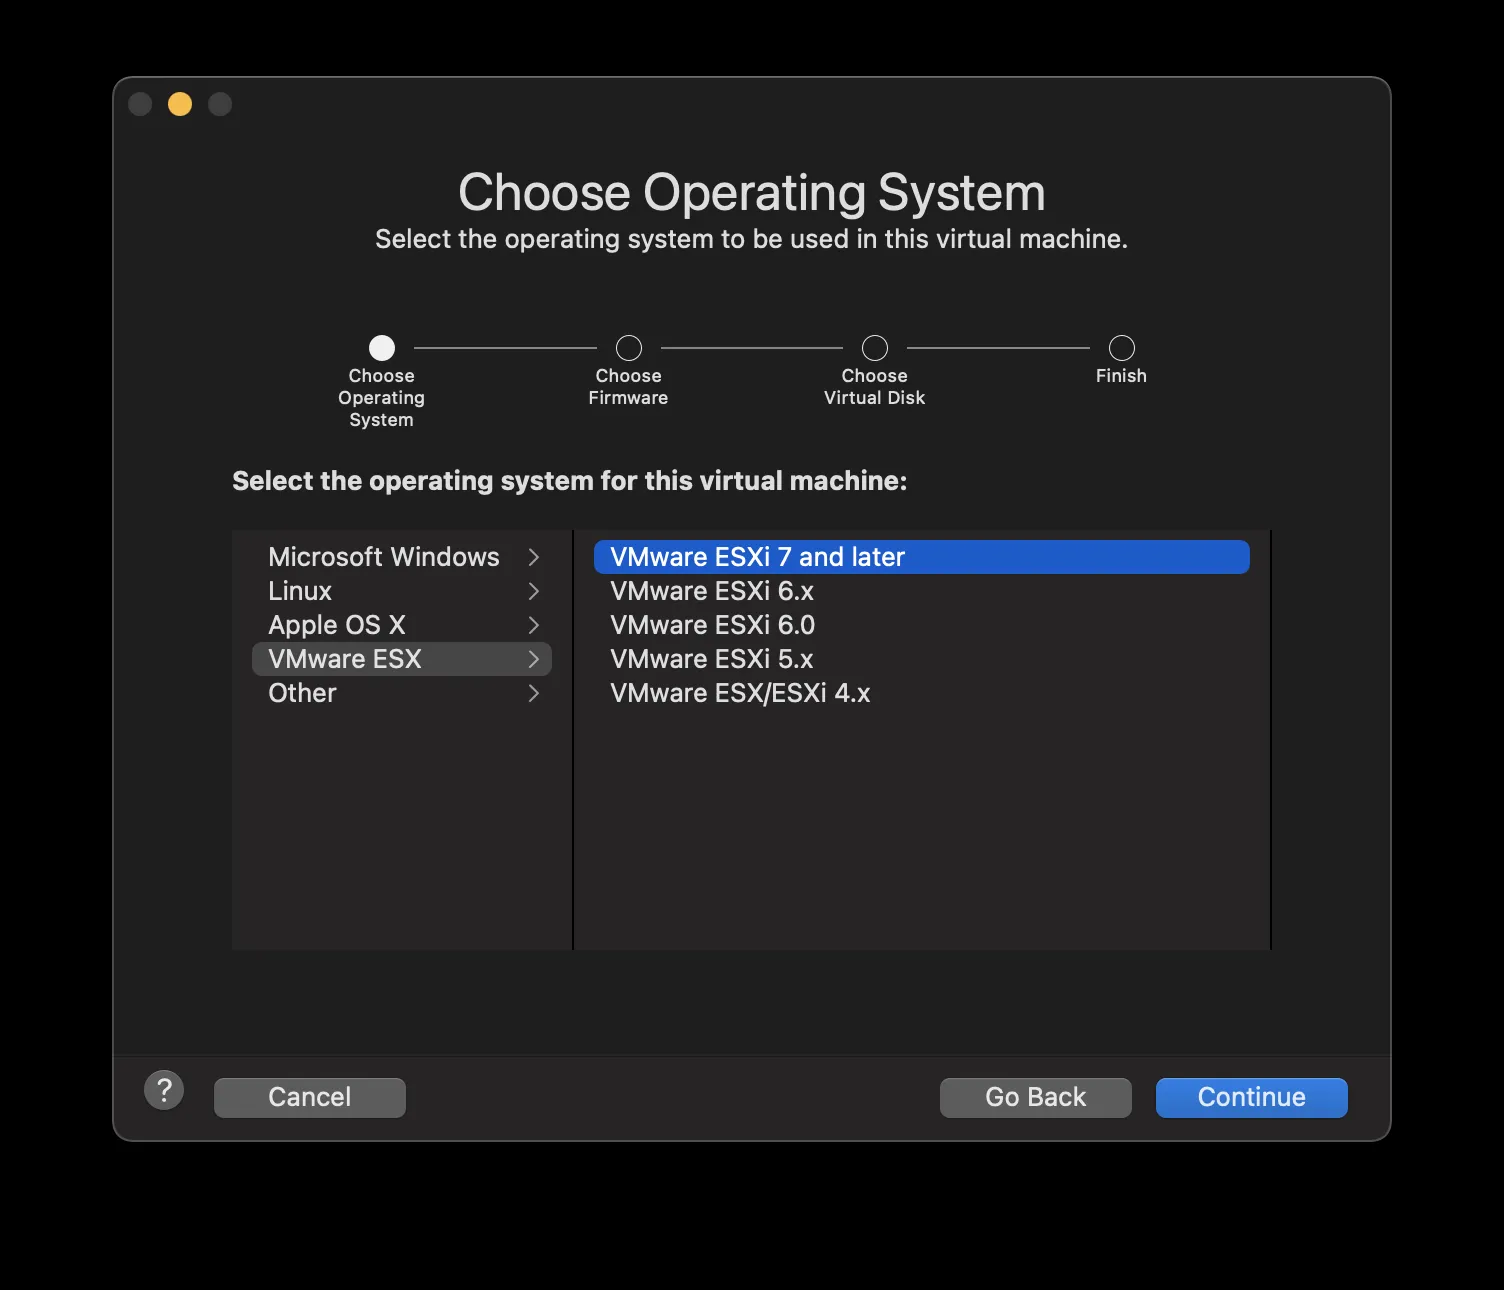 Choose Operating System
Select the operating system to be used in this virtual machine.
Choose
Operating
System
Choose
Firmware
Choose
Virtual Disk
Finish
Select the operating system for this virtual machine:
Microsoft Windows
Linux
Apple OS X
VMware ESX
Other
VMware ESXi 7 and later
VMware ESXi 6.x
VMware ESXi 6.0
VMware ESXi 5.x
VMware ESX/ESXi 4.x
?
Cancel
Go Back
Continue